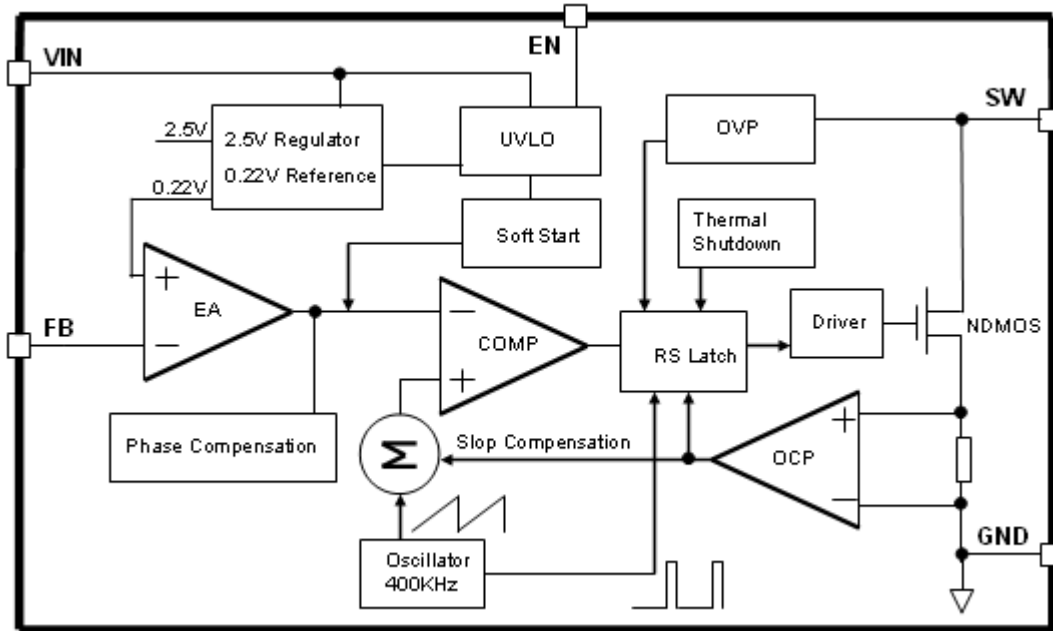 EN
VIN
SW
2.5V
2.5V Regulator
0.22V Reference
0.22V
UVLO
OVP
Soft Start
Thermal
Shutdown
EA
FB
COMP
RS Latch
Driver
NDMOS
Phase Compensation
Σ
Slop Compensation
OCP
GND
Oscillator
400KHz
+
−
−
+
+
−